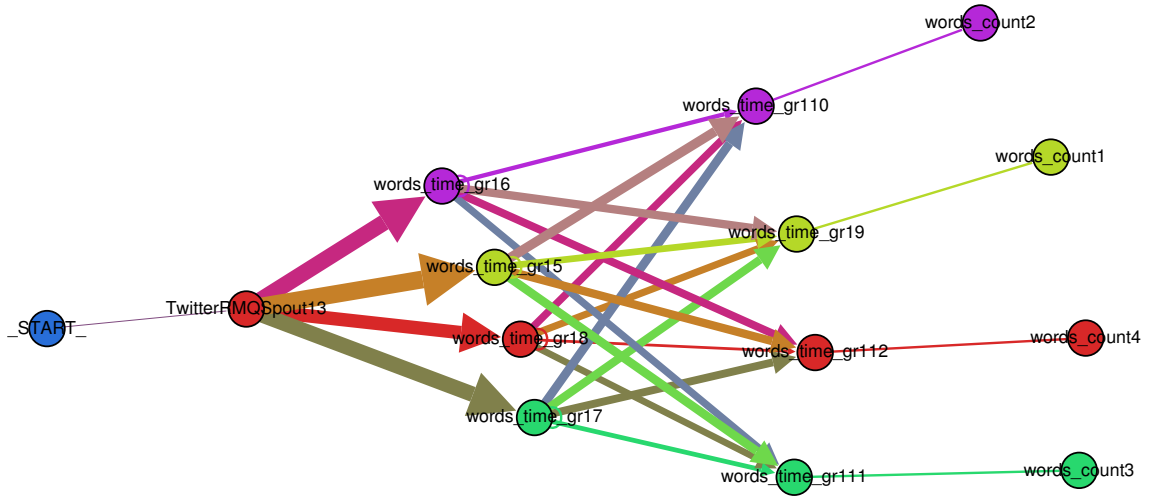 words_count2
words_time_gr110
words_count1
words_time_gr16
words_time_gr19
words_time_gr15
TwitterRMQSpout13
_START_
words_time_gr18
words_count4
words_time_gr112
words_time_gr17
words_count3
words_time_gr111